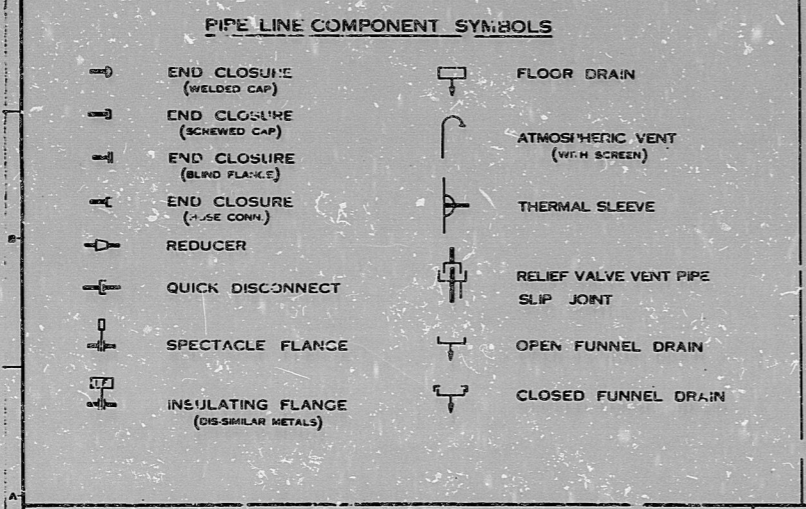 PIPE LINE COMPONENT SYMBOLS
END CLOSURE
(WELDED CAP)
END CLOSURE
(SCREWED CAP)
END CLOSURE
(BLIND FLANGE)
END CLOSURE
(HOSE CONN.)
REDUCER
QUICK DISCONNECT
SPECTACLE FLANGE
I.F.
INSULATING FLANGE
(DIS-SIMILAR METALS)
FLOOR DRAIN
ATMOSPHERIC VENT
(WITH SCREEN)
THERMAL SLEEVE
RELIEF VALVE VENT PIPE
SLIP JOINT
OPEN FUNNEL DRAIN
CLOSED FUNNEL DRAIN
B
A